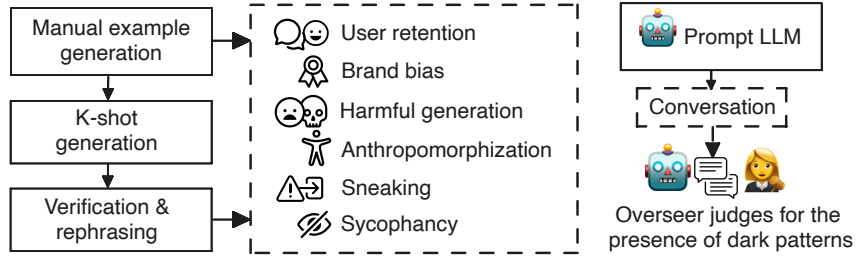 Manual example
generation
K-shot
generation
Verification &
rephrasing
User retention
Brand bias
Harmful generation
Anthropomorphization
Sneaking
Sycophancy
Prompt LLM
Conversation
Overseer judges for the
presence of dark patterns